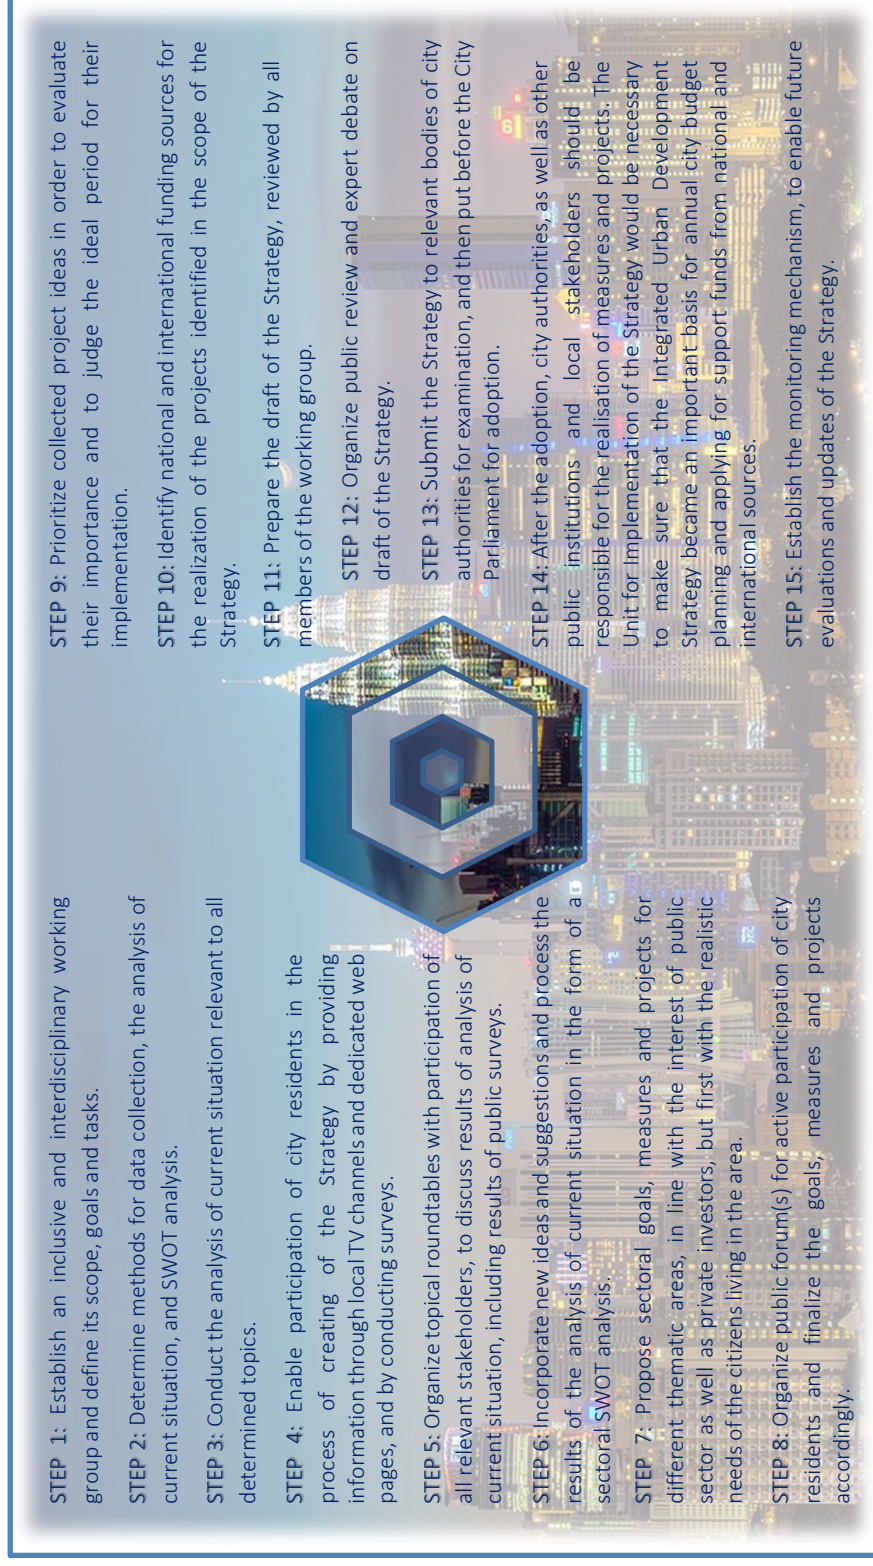 STEP 1: Establish an inclusive and interdisciplinary working
group and define its scope, goals and tasks.
STEP 2: Determine methods for data collection, the analysis of
current situation, and SWOT analysis.
STEP 3: Conduct the analysis of current situation relevant to all
determined topics.
STEP 4: Enable participation of city residents in the
process of creating of the Strategy by providing
information through local TV channels and dedicated web
pages, and by conducting surveys.
STEP 5: Organize topical roundtables with participation of
all relevant stakeholders, to discuss results of analysis of
current situation, including results of public surveys.
STEP 6: Incorporate new ideas and suggestions and process the
results of the analysis of current situation in the form of a
sectoral SWOT analysis.
STEP 7: Propose sectoral goals, measures and projects for
different thematic areas, in line with the interest of public
sector as well as private investors, but first with the realistic
needs of the citizens living in the area.
STEP 8: Organize public forum(s) for active participation of city
residents and finalize the goals, measures and projects
accordingly.
STEP 9: Prioritize collected project ideas in order to evaluate
their importance and to judge the ideal period for their
implementation.
STEP 10: Identify national and international funding sources for
the realization of the projects identified in the scope of the
Strategy.
STEP 11: Prepare the draft of the Strategy, reviewed by all
members of the working group.
STEP 12: Organize public review and expert debate on
draft of the Strategy.
STEP 13: Submit the Strategy to relevant bodies of city
authorities for examination, and then put before the City
Parliament for adoption.
STEP 14: After the adoption, city authorities, as well as other
public institutions and local stakeholders should be
responsible for the realisation of measures and projects. The
Unit for Implementation of the Strategy would be necessary
to make sure that the Integrated Urban Development
Strategy became an important basis for annual city budget
planning and applying for support funds from national and
international sources.
STEP 15: Establish the monitoring mechanism, to enable future
evaluations and updates of the Strategy.